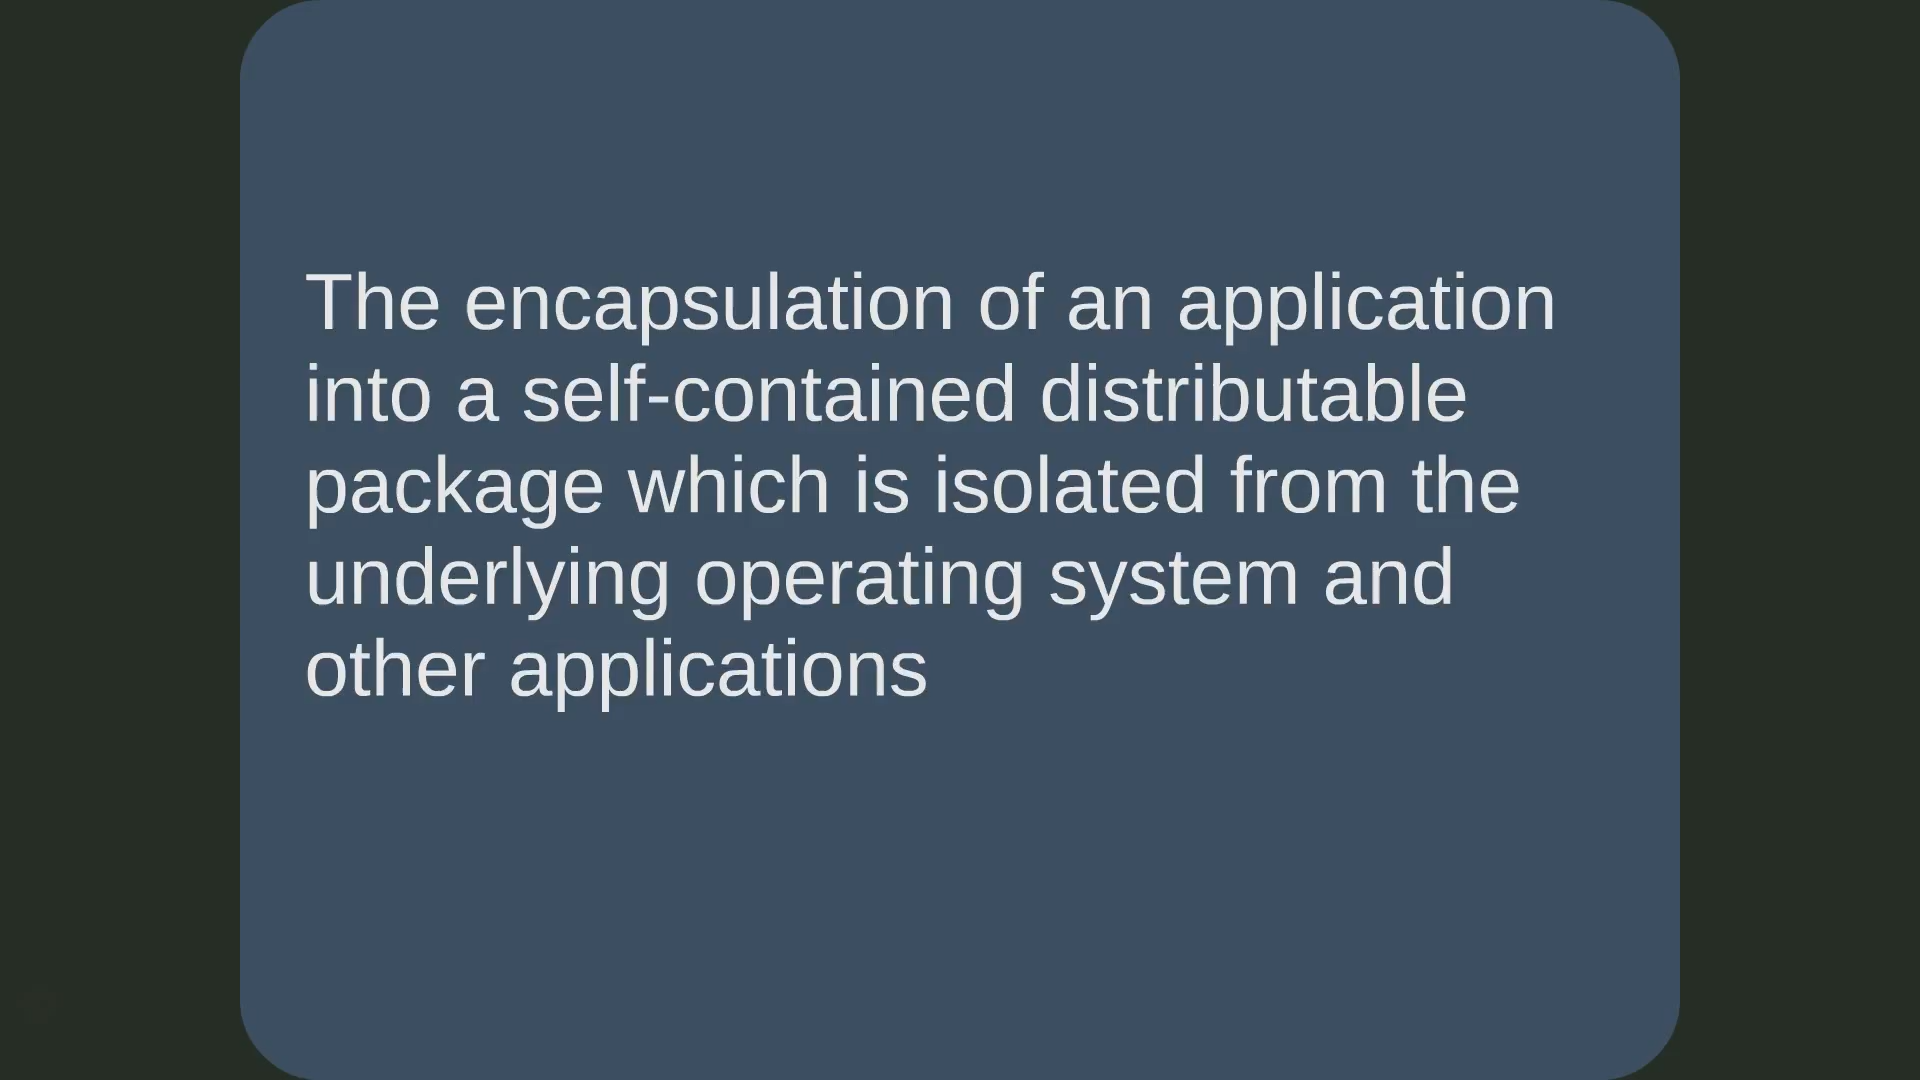 The encapsulation of an application
into a self-contained distributable
package which is isolated from the
underlying operating system and
other applications